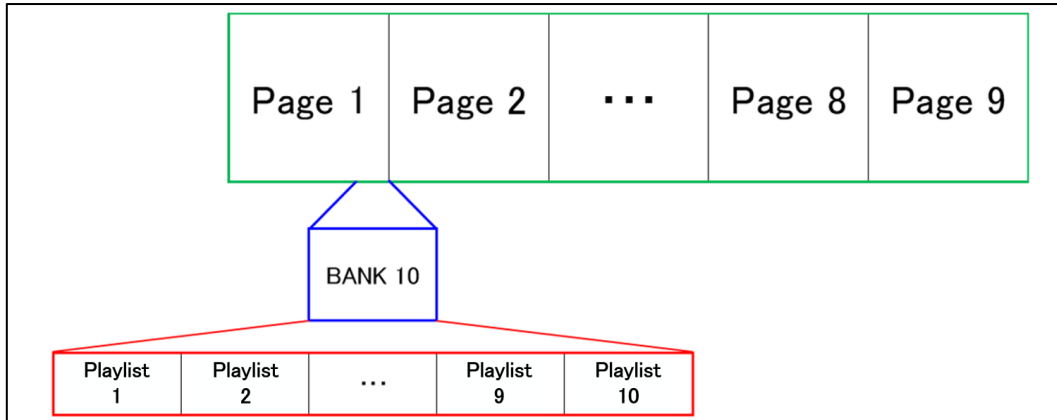 Page 1
Page 2
...
Page 8
Page 9
BANK 10
Playlist
1
Playlist
2
...
Playlist
9
Playlist
10